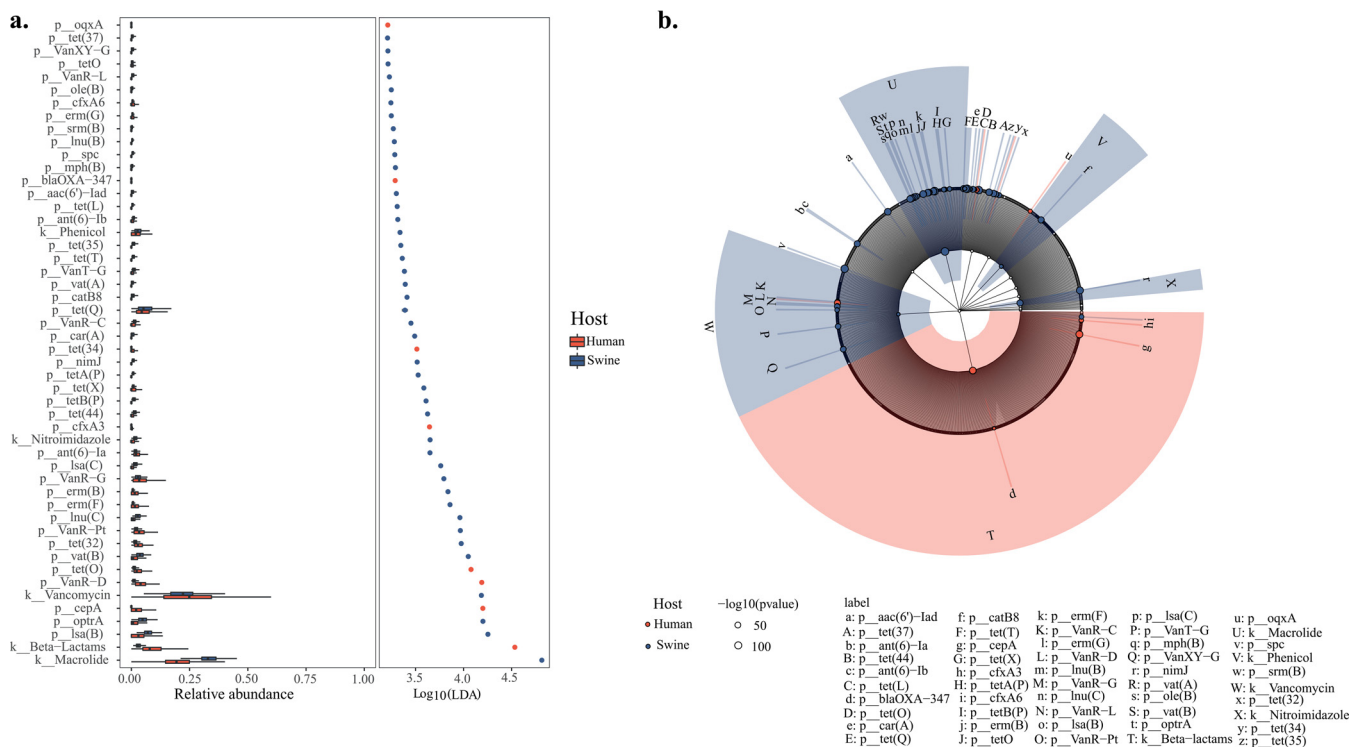 a.
p__oqxA
p__tet(37)
p__VanXY−G
p__tetO
p__VanR−L
p__ole(B)
p__cfxA6
p__erm(G)
p__srm(B)
p__lnu(B)
p__spc
p__mph(B)
p__blaOXA−347
p__aac(6')−Iad
p__tet(L)
p__ant(6)−Ib
k__Phenicol
p__tet(35)
p__tet(T)
p__VanT−G
p__vat(A)
p__catB8
p__tet(Q)
p__VanR−C
p__car(A)
p__tet(34)
p__nimJ
p__tetA(P)
p__tet(X)
p__tetB(P)
p__tet(44)
p__cfxA3
k__Nitroimidazole
p__ant(6)−Ia
p__lsa(C)
p__VanR−G
p__erm(B)
p__erm(F)
p__lnu(C)
p__VanR−Pt
p__tet(32)
p__vat(B)
p__tet(O)
p__VanR−D
k__Vancomycin
p__cepA
p__optrA
p__lsa(B)
k__Beta−Lactams
k__Macrolide
0.00 0.25 0.50 0.75 1.00
Relative abundance
3.5 4.0 4.5
Log10(LDA)
Host
Human
Swine
b.
U
Rw
S t p n
s q o m l
k
j J
I
H G
e D
F E C B
A z y x
u
V
f
a
b c
v
M L K
O N
W
p
Q
r
X
h i
g
d
T
Host
Human
Swine
−log10(pvalue)
50
100
label
a: p__aac(6')−Iad
A: p__tet(37)
b: p__ant(6)−Ia
B: p__tet(44)
c: p__ant(6)−Ib
C: p__tet(L)
d: p__blaOXA−347
D: p__tet(O)
e: p__car(A)
E: p__tet(Q)
f: p__catB8
F: p__tet(T)
g: p__cepA
G: p__tet(X)
h: p__cfxA3
H: p__tetA(P)
i: p__cfxA6
I: p__tetB(P)
j: p__erm(B)
J: p__tetO
k: p__erm(F)
K: p__VanR−C
l: p__erm(G)
L: p__VanR−D
m: p__lnu(B)
M: p__VanR−G
n: p__lnu(C)
N: p__VanR−L
o: p__lsa(B)
O: p__VanR−Pt
p: p__lsa(C)
P: p__VanT−G
q: p__mph(B)
Q: p__VanXY−G
r: p__nimJ
R: p__vat(A)
s: p__ole(B)
S: p__vat(B)
t: p__optrA
T: k__Beta−lactams
u: p__oqxA
U: k__Macrolide
v: p__spc
V: k__Phenicol
w: p__srm(B)
W: k__Vancomycin
x: p__tet(32)
X: k__Nitroimidazole
y: p__tet(34)
z: p__tet(35)